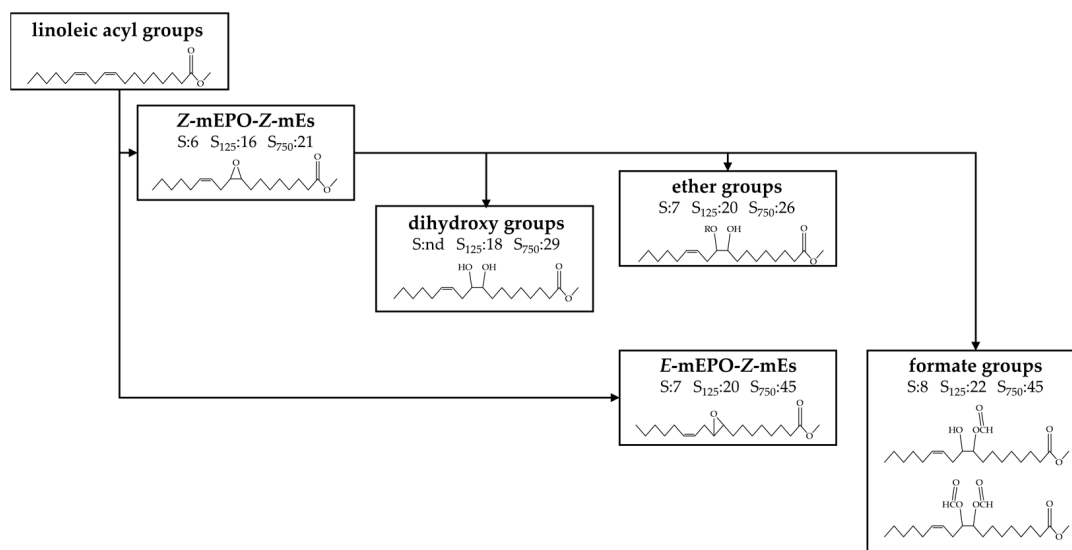 linoleic acyl groups
O
O
Z-mEPO-Z-mEs
S:6 S₁₂₅:16 S₇₅₀:21
O
O
O
ether groups
S:7 S₁₂₅:20 S₇₅₀:26
RO OH
O
O
dihydroxy groups
S:nd S₁₂₅:18 S₇₅₀:29
HO OH
O
O
E-mEPO-Z-mEs
S:7 S₁₂₅:20 S₇₅₀:45
O
O
O
formate groups
S:8 S₁₂₅:22 S₇₅₀:45
O
HO OCH
O
O
O O
HCO OCH
O
O